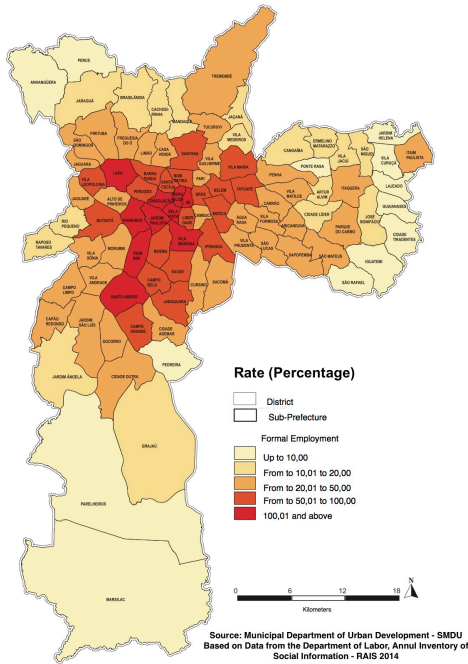 TREMEMBÉ
PERUS
ANHANGÜERA
JARAGUÁ
BRASILÂNDIA
CACHOEI-
RINHA
MANDAQUI
JAÇANÃ
TUCURUVI
VILA
MEDEIROS
PIRITUBA
FREGUESIA
DO Ó
SÃO
DOMINGOS
LIMÃO
CASA
VERDE
SANTANA
VILA
GUILHERME
VILA MARIA
CANGAÍBA
ERMELINO
MATARAZZO
PONTE RASA
VILA
JACUÍ
SÃO
MIGUEL
JARDIM
HELENA
VILA
CURUÇA
ITAIM
PAULISTA
LAJEADO
JAGUARA
VILA
LEOPOLDINA
LAPA
BARRA
FUNDA
BOM
RETIRO
PARI
BELÉM
TATUAPÉ
PENHA
VILA
MATILDE
ARTUR
ALVIM
ITAQUERA
GUAIANASES
JAGUARÉ
ALTO DE
PINHEIROS
PERDIZES
SANTA
CECÍLIA
CONSOLAÇÃO
SÉ
BRÁS
MOOCA
CARRÃO
CIDADE LÍDER
JOSÉ
BONIFÁCIO
CIDADE
TIRADENTES
RIO
PEQUENO
BUTANTÃ
PINHEIROS
JARDIM
PAULISTA
BELA
VISTA
LIBER-
DADE
CAMBUCI
ÁGUA
RASA
VILA
FORMOSA
ARICANDUVA
PARQUE
DO CARMO
RAPOSO
TAVARES
MORUMBI
ITAIM
BIBI
MOEMA
VILA
MARIANA
IPIRANGA
VILA
PRUDENTE
SÃO
LUCAS
SAPOPEMBA
SÃO MATEUS
IGUATEMI
SÃO RAFAEL
VILA
SÔNIA
CAMPO
LIMPO
VILA
ANDRADE
SANTO AMARO
CAMPO
BELO
SAÚDE
CURSINO
SACOMÃ
JABAQUARA
CAPÃO
REDONDO
JARDIM
SÃO LUÍS
SOCORRO
CAMPO
GRANDE
CIDADE
ADEMAR
PEDREIRA
JARDIM ÂNGELA
CIDADE DUTRA
GRAJAÚ
PARELHEIROS
MARSILAC
Rate (Percentage)
District
Sub-Prefecture
Formal Employment
Up to 10,00
From to 10,01 to 20,00
From to 20,01 to 50,00
From to 50,01 to 100,00
100,01 and above
N
0 6 12 18
Kilometers
Source: Municipal Department of Urban Development - SMDU
Based on Data from the Department of Labor, Annul Inventory of
Social Information - RAIS 2014